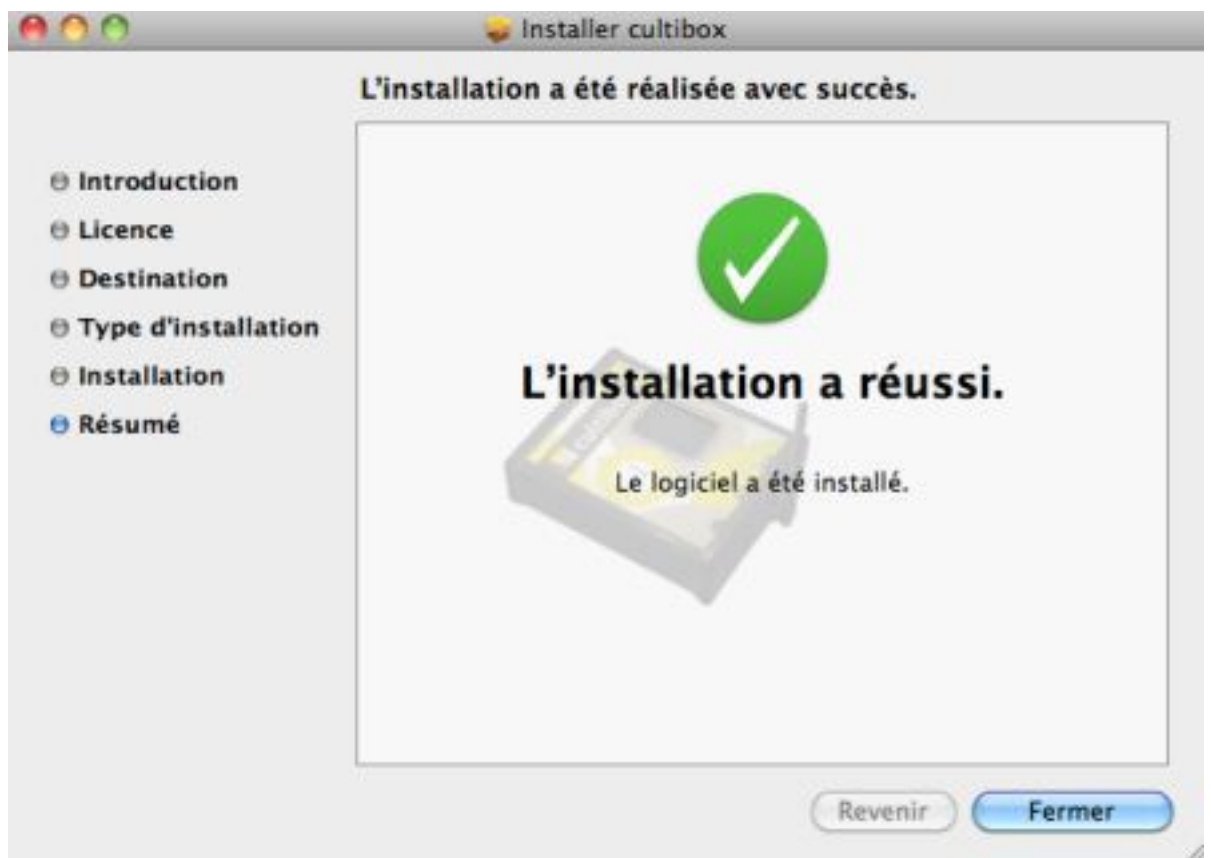 Installer cultibox
L'installation a été réalisée avec succès.
Introduction
Licence
Destination
Type d'installation
Installation
Résumé
L'installation a réussi.
Le logiciel a été installé.
Revenir
Fermer